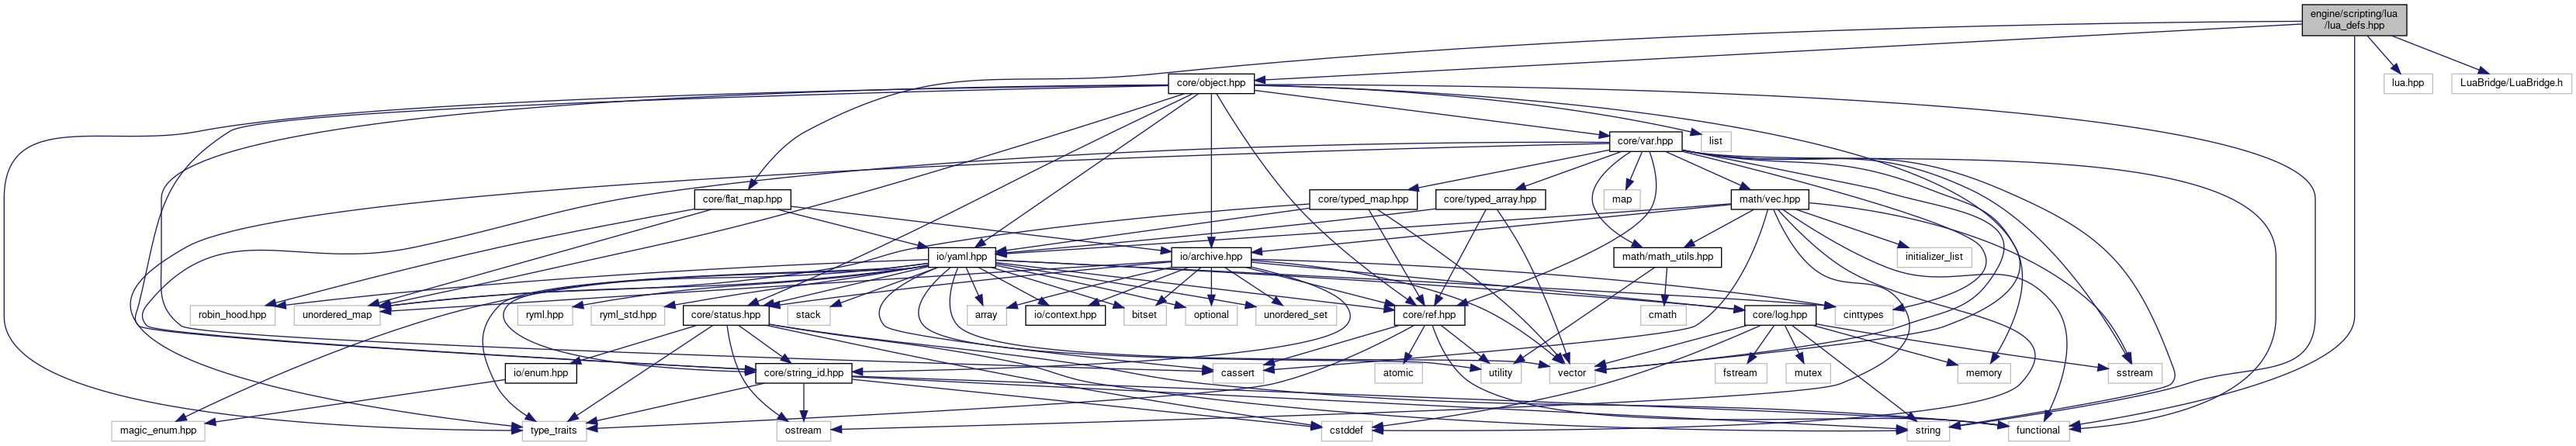 engine/scripting/lua
/lua_defs.hpp
core/object.hpp
lua.hpp
LuaBridge/LuaBridge.h
core/var.hpp
list
core/flat_map.hpp
core/typed_map.hpp
core/typed_array.hpp
map
math/vec.hpp
io/yaml.hpp
io/archive.hpp
math/math_utils.hpp
initializer_list
robin_hood.hpp
unordered_map
ryml.hpp
ryml_std.hpp
core/status.hpp
stack
array
io/context.hpp
bitset
optional
unordered_set
core/ref.hpp
cmath
core/log.hpp
cinttypes
io/enum.hpp
core/string_id.hpp
cassert
atomic
utility
vector
fstream
mutex
memory
sstream
magic_enum.hpp
type_traits
ostream
cstddef
string
functional